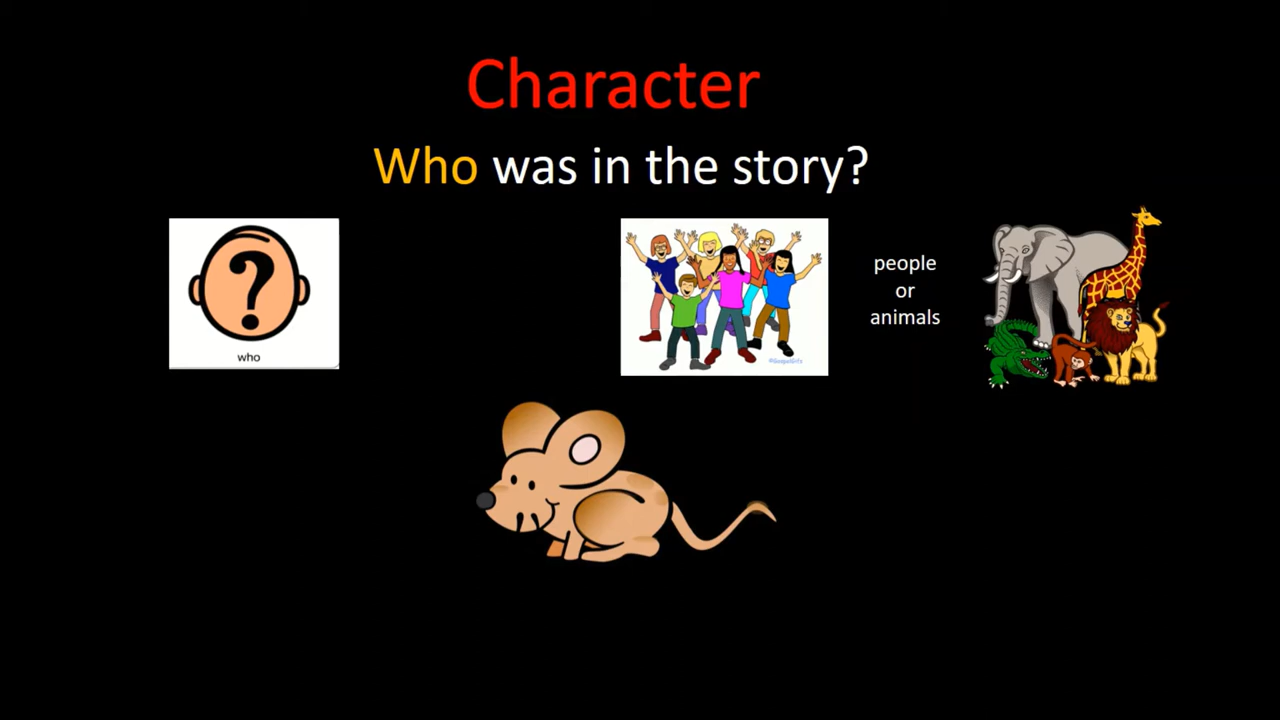 Character
Who was in the story?
who
people
or
animals